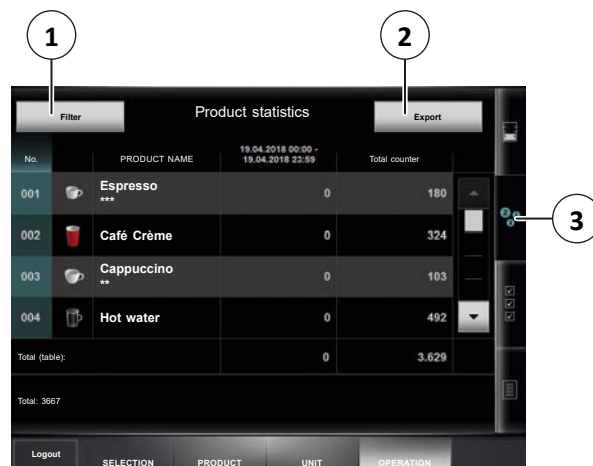 1
2
Filter
Product statistics
Export
No.
PRODUCT NAME
19.04.2018 00:00 -
19.04.2018 23:59
Total counter
001
Espresso
***
0
180
002
Café Crème
0
324
3
003
Cappuccino
**
0
103
004
Hot water
0
492
Total (table):
0
3.629
Total: 3667
Logout
SELECTION
PRODUCT
UNIT
OPERATION